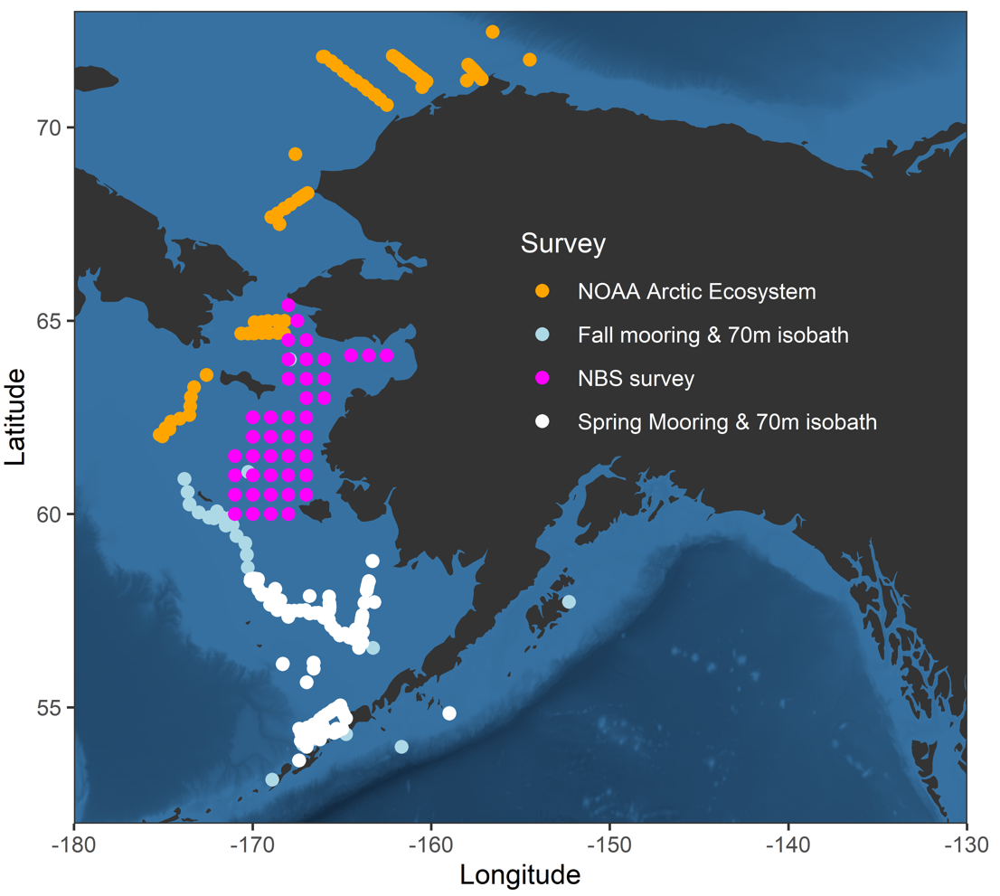 70
65
60
55
Latitude
Survey
NOAA Arctic Ecosystem
Fall mooring & 70m isobath
NBS survey
Spring Mooring & 70m isobath
-180 -170 -160 -150 -140 -130
Longitude